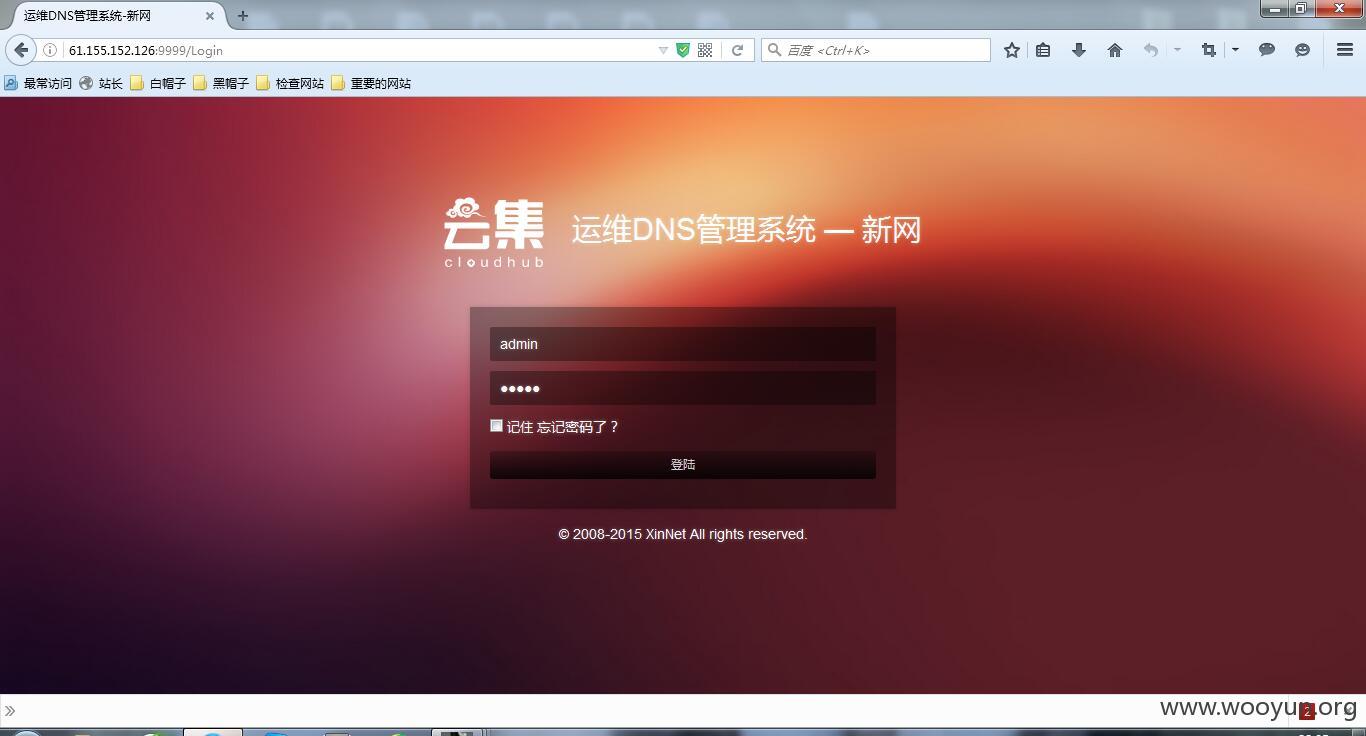 运维DNS管理系统-新网
61.155.152.126:9999/Login
百度 <Ctrl+K>
最常访问 站长 白帽子 黑帽子 检查网站 重要的网站
云集
cloudhub
运维DNS管理系统 — 新网
admin
●●●●●
记住 忘记密码了？
登陆
© 2008-2015 XinNet All rights reserved.
2
www.wooyun.org